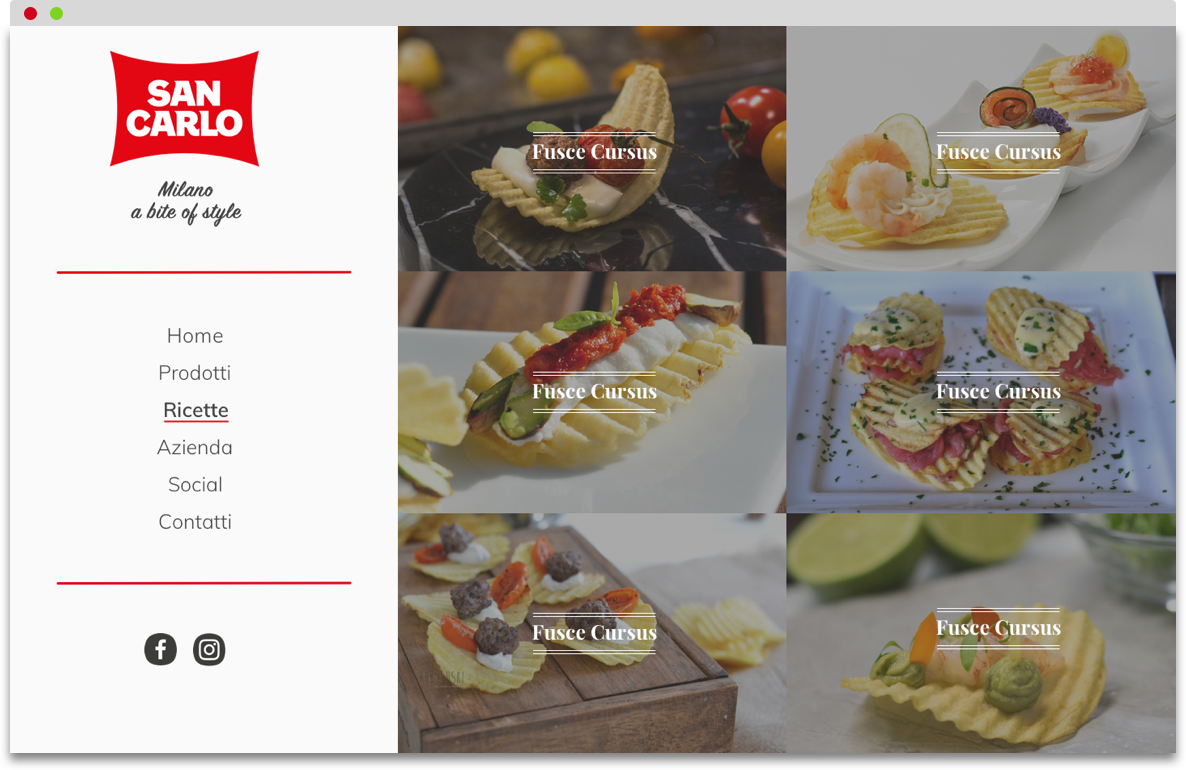 SAN
CARLO
Milano
a bite of style
Home
Prodotti
Ricette
Azienda
Social
Contatti
Fusce Cursus
Fusce Cursus
Fusce Cursus
Fusce Cursus
Fusce Cursus
Fusce Cursus